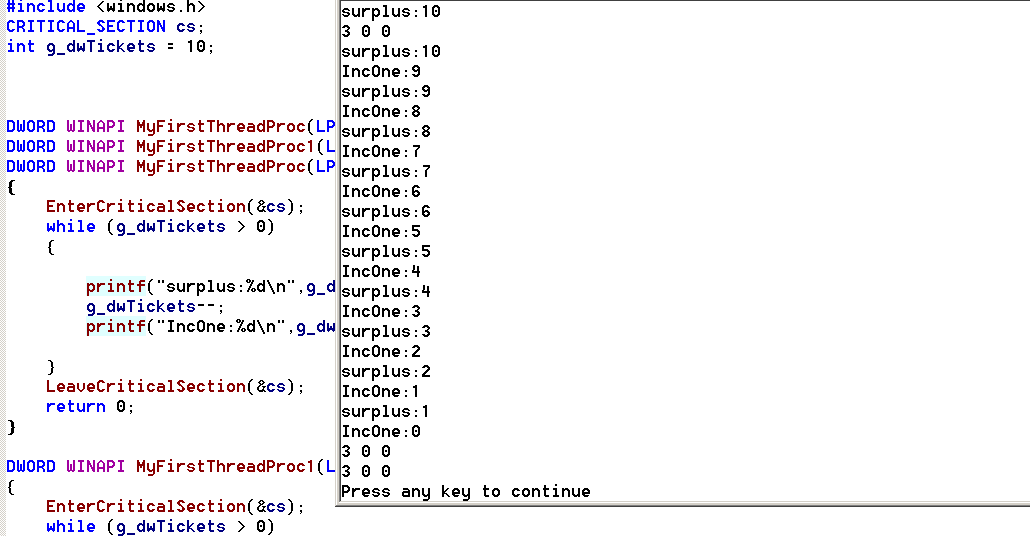 #include <windows.h>
CRITICAL_SECTION cs;
int g_dwTickets = 10;
DWORD WINAPI MyFirstThreadProc(LP
DWORD WINAPI MyFirstThreadProc1(L
DWORD WINAPI MyFirstThreadProc(LP
{
EnterCriticalSection(&cs);
while (g_dwTickets > 0)
{
printf("surplus:%d\n",g_d
g_dwTickets--;
printf("IncOne:%d\n",g_dw
}
LeaveCriticalSection(&cs);
return 0;
}
DWORD WINAPI MyFirstThreadProc1(L
{
EnterCriticalSection(&cs);
while (g_dwTickets > 0)
surplus:10
3 0 0
surplus:10
IncOne:9
surplus:9
IncOne:8
surplus:8
IncOne:7
surplus:7
IncOne:6
surplus:6
IncOne:5
surplus:5
IncOne:4
surplus:4
IncOne:3
surplus:3
IncOne:2
surplus:2
IncOne:1
surplus:1
IncOne:0
3 0 0
3 0 0
Press any key to continue